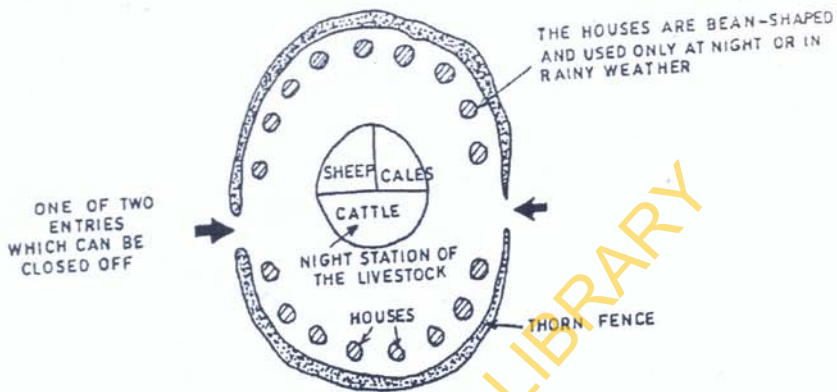 THE HOUSES ARE BEAN-SHAPED
AND USED ONLY AT NIGHT OR IN
RAINY WEATHER
SHEEP
CALES
CATTLE
ONE OF TWO
ENTRIES
WHICH CAN BE
CLOSED OFF
NIGHT STATION OF
THE LIVESTOCK
HOUSES
THORN FENCE
LIBRARY